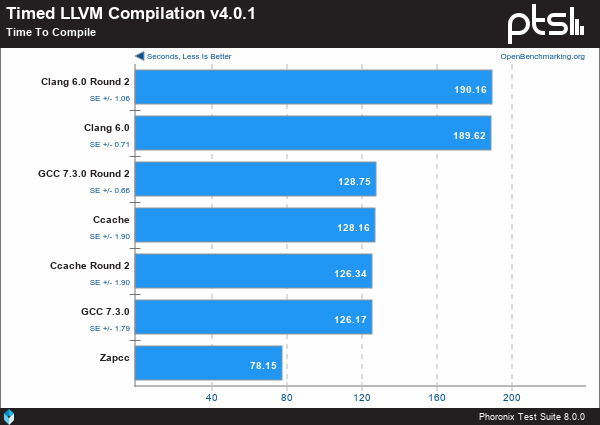 Timed LLVM Compilation v4.0.1
Time To Compile
pts
Seconds, Less Is Better
OpenBenchmarking.org
Clang 6.0 Round 2
SE +/- 1.06
190.16
Clang 6.0
SE +/- 0.71
189.62
GCC 7.3.0 Round 2
SE +/- 0.66
128.75
Ccache
SE +/- 1.90
128.16
Ccache Round 2
SE +/- 1.90
126.34
GCC 7.3.0
SE +/- 1.79
126.17
Zapcc
78.15
40 80 120 160 200
Phoronix Test Suite 8.0.0